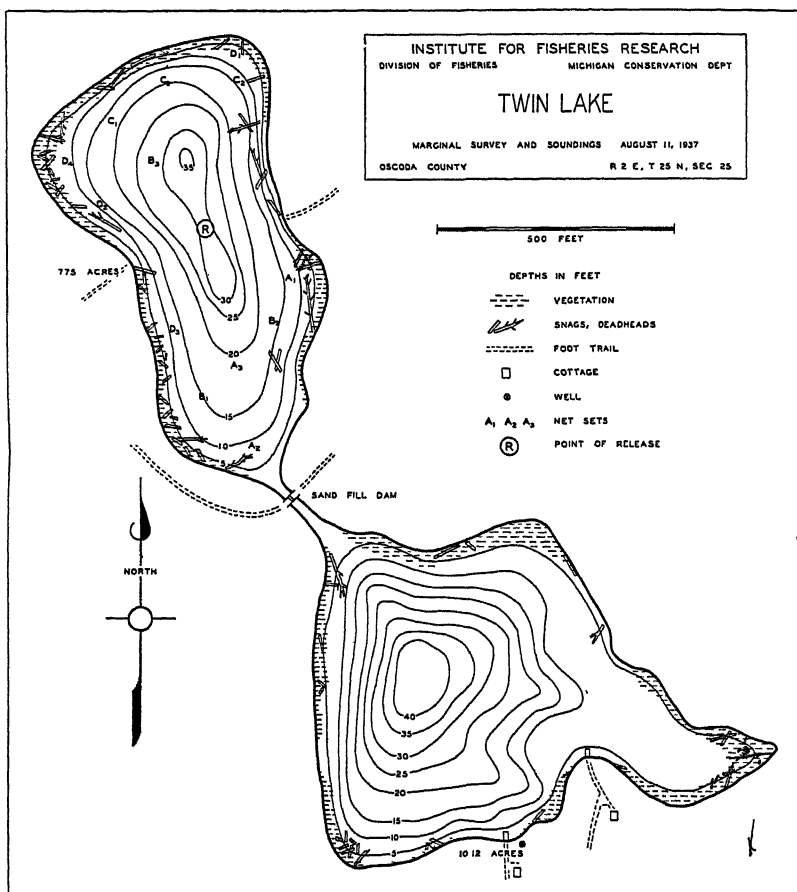 INSTITUTE FOR FISHERIES RESEARCH
DIVISION OF FISHERIES MICHIGAN CONSERVATION DEPT
TWIN LAKE
MARGINAL SURVEY AND SOUNDINGS AUGUST 11, 1937
OSCODA COUNTY R 2 E, T 25 N, SEC 25
500 FEET
DEPTHS IN FEET
VEGETATION
SNAGS, DEADHEADS
FOOT TRAIL
COTTAGE
WELL
A₁ A₂ A₃ NET SETS
R POINT OF RELEASE
D₁
C₂
C₁
B₃
35
D₄
D₂
R
775 ACRES
A₁
30
25
B₂
D₃
20
A₃
B₁
15
10
A₂
5
SAND FILL DAM
NORTH
40
35
30
25
20
15
10
5
10 12 ACRES